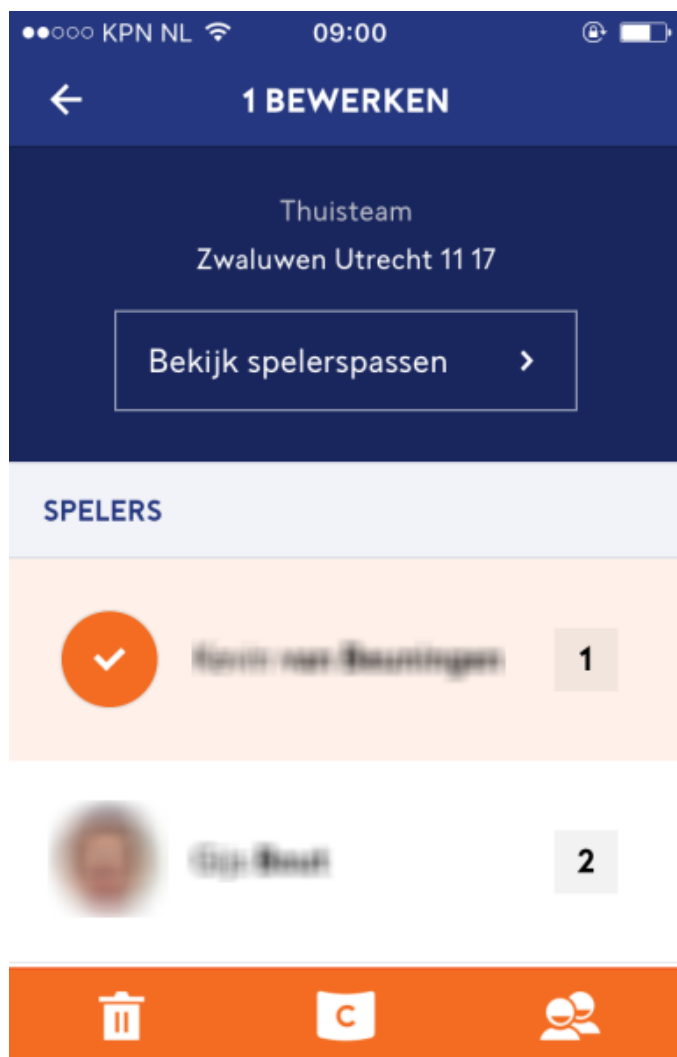 KPN NL 09:00
1 BEWERKEN
Thuisteam
Zwaluwen Utrecht 11 17
Bekijk spelerspassen
SPELERS
1
2
C